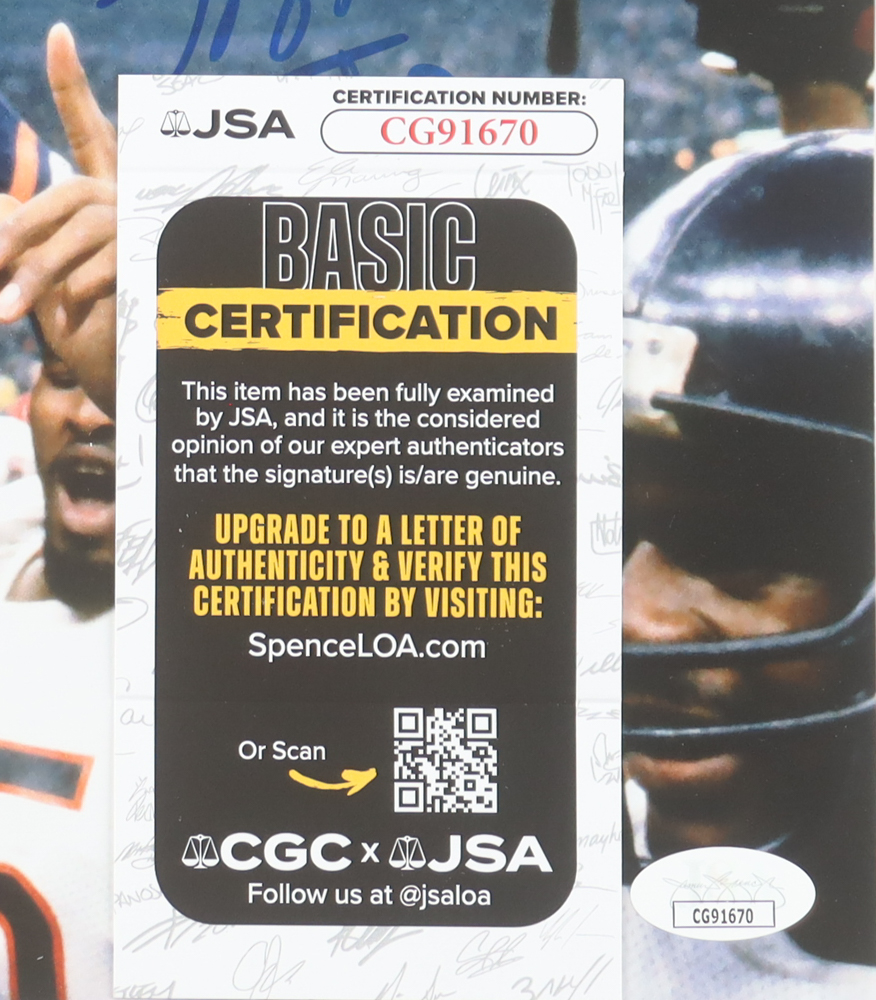 JSA
CERTIFICATION NUMBER:
CG91670
BASIC
CERTIFICATION
This item has been fully examined
by JSA, and it is the considered
opinion of our expert authenticators
that the signature(s) is/are genuine.
UPGRADE TO A LETTER OF
AUTHENTICITY & VERIFY THIS
CERTIFICATION BY VISITING:
SpenceLOA.com
Or Scan
CGC x JSA
Follow us at @jsaloa
CG91670